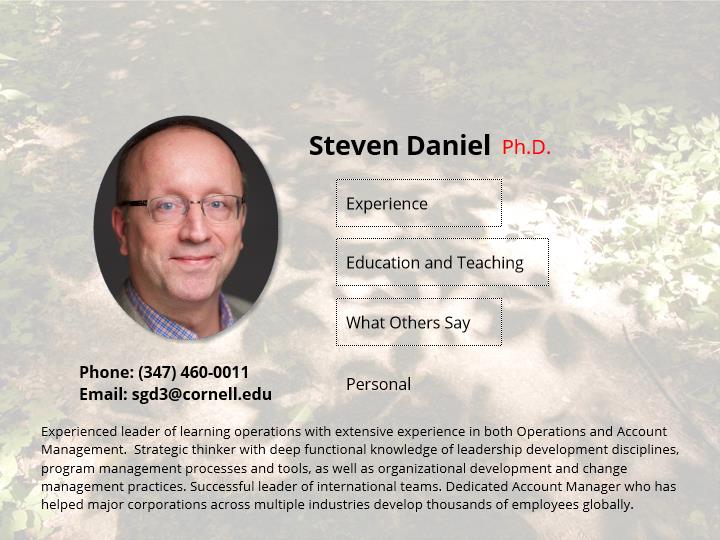 Steven Daniel Ph.D.
Experience
Education and Teaching
What Others Say
Personal
Phone: (347) 460-0011
Email: sgd3@cornell.edu
Experienced leader of learning operations with extensive experience in both Operations and Account
Management.  Strategic thinker with deep functional knowledge of leadership development disciplines,
program management processes and tools, as well as organizational development and change
management practices. Successful leader of international teams. Dedicated Account Manager who has
helped major corporations across multiple industries develop thousands of employees globally.